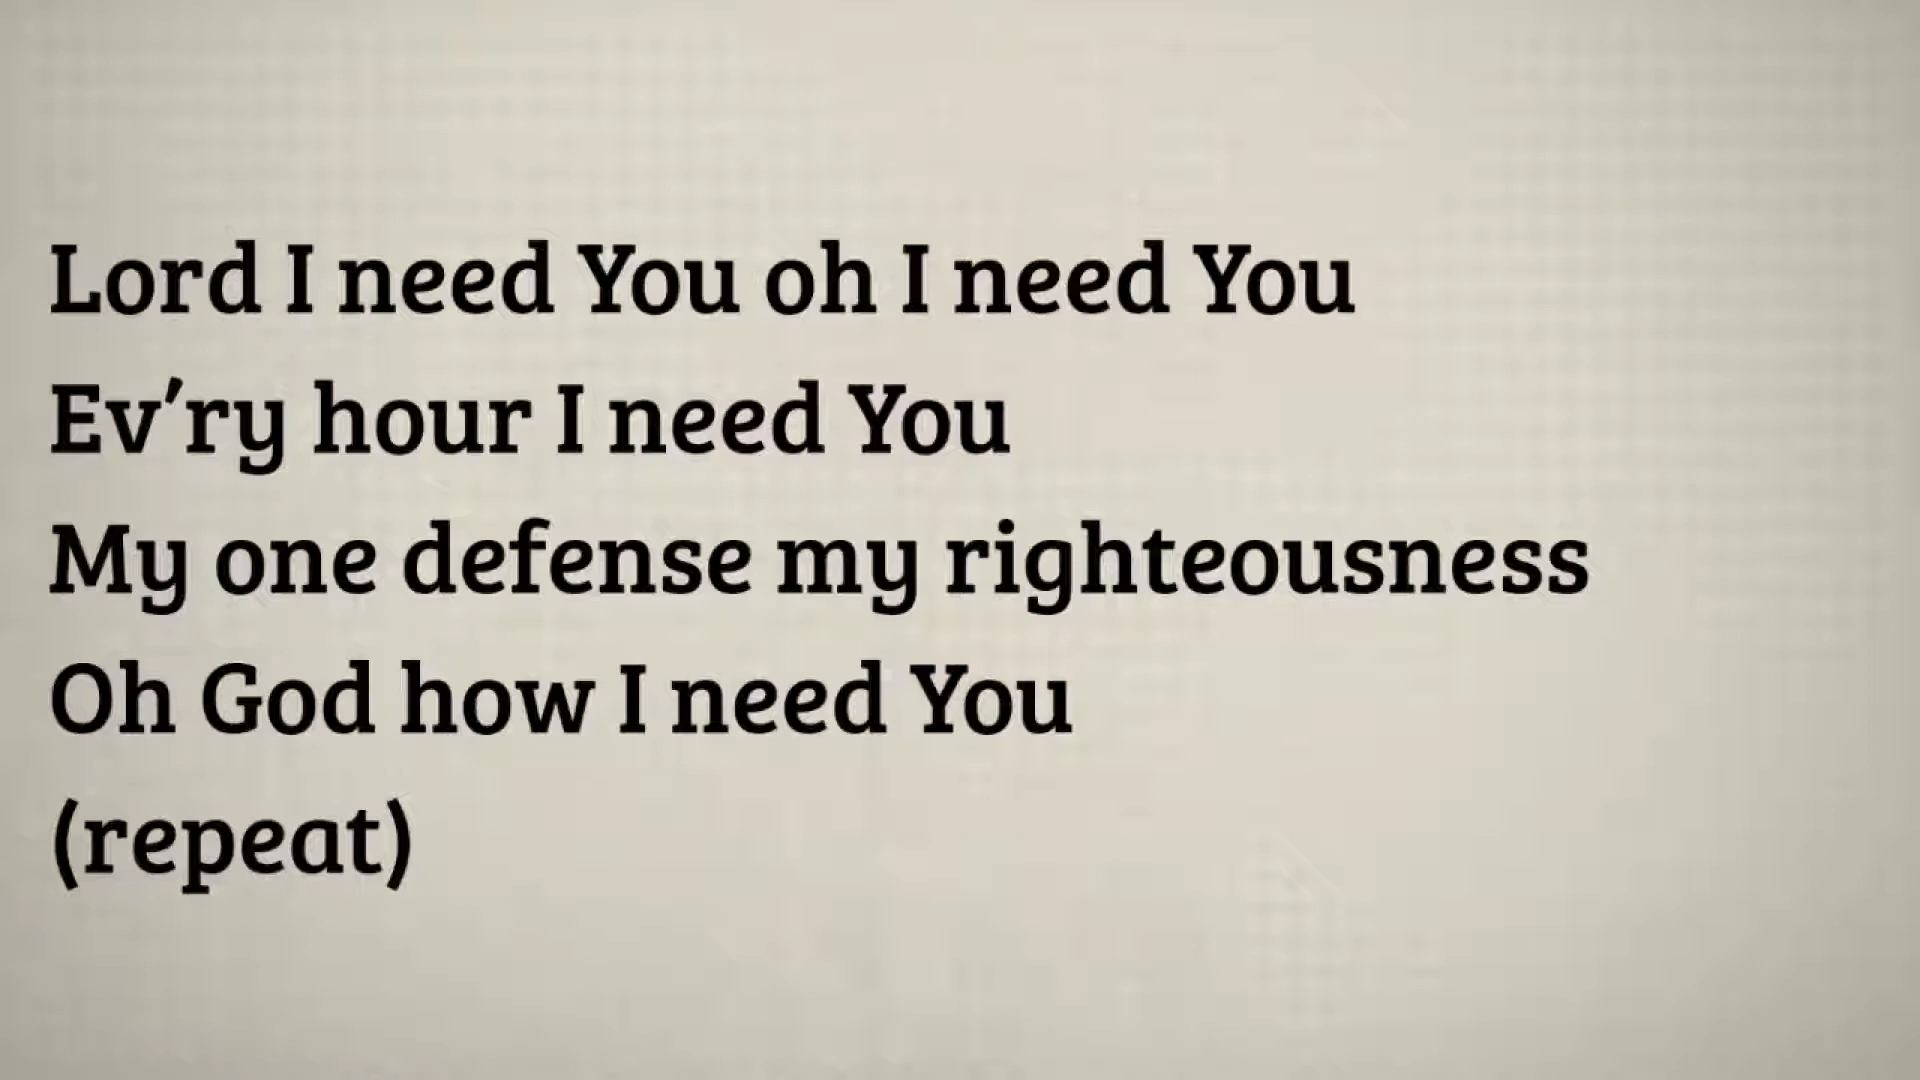 Lord I need You oh I need You
Ev’ry hour I need You
My one defense my righteousness
Oh God how I need You
(repeat)